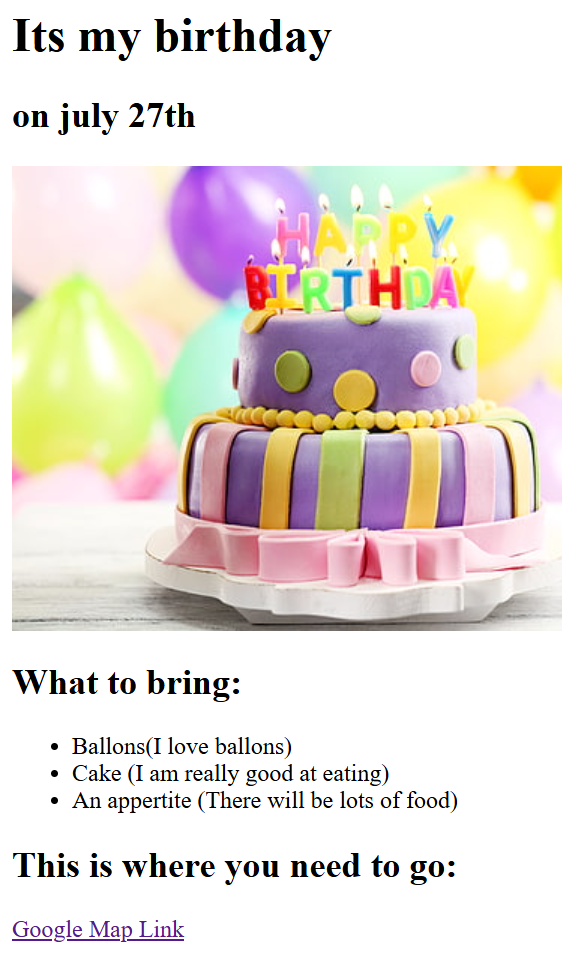 Its my birthday
on july 27th
HAPPY
BIRTHDAY
What to bring:
Ballons(I love ballons)
Cake (I am really good at eating)
An appertite (There will be lots of food)
This is where you need to go:
Google Map Link